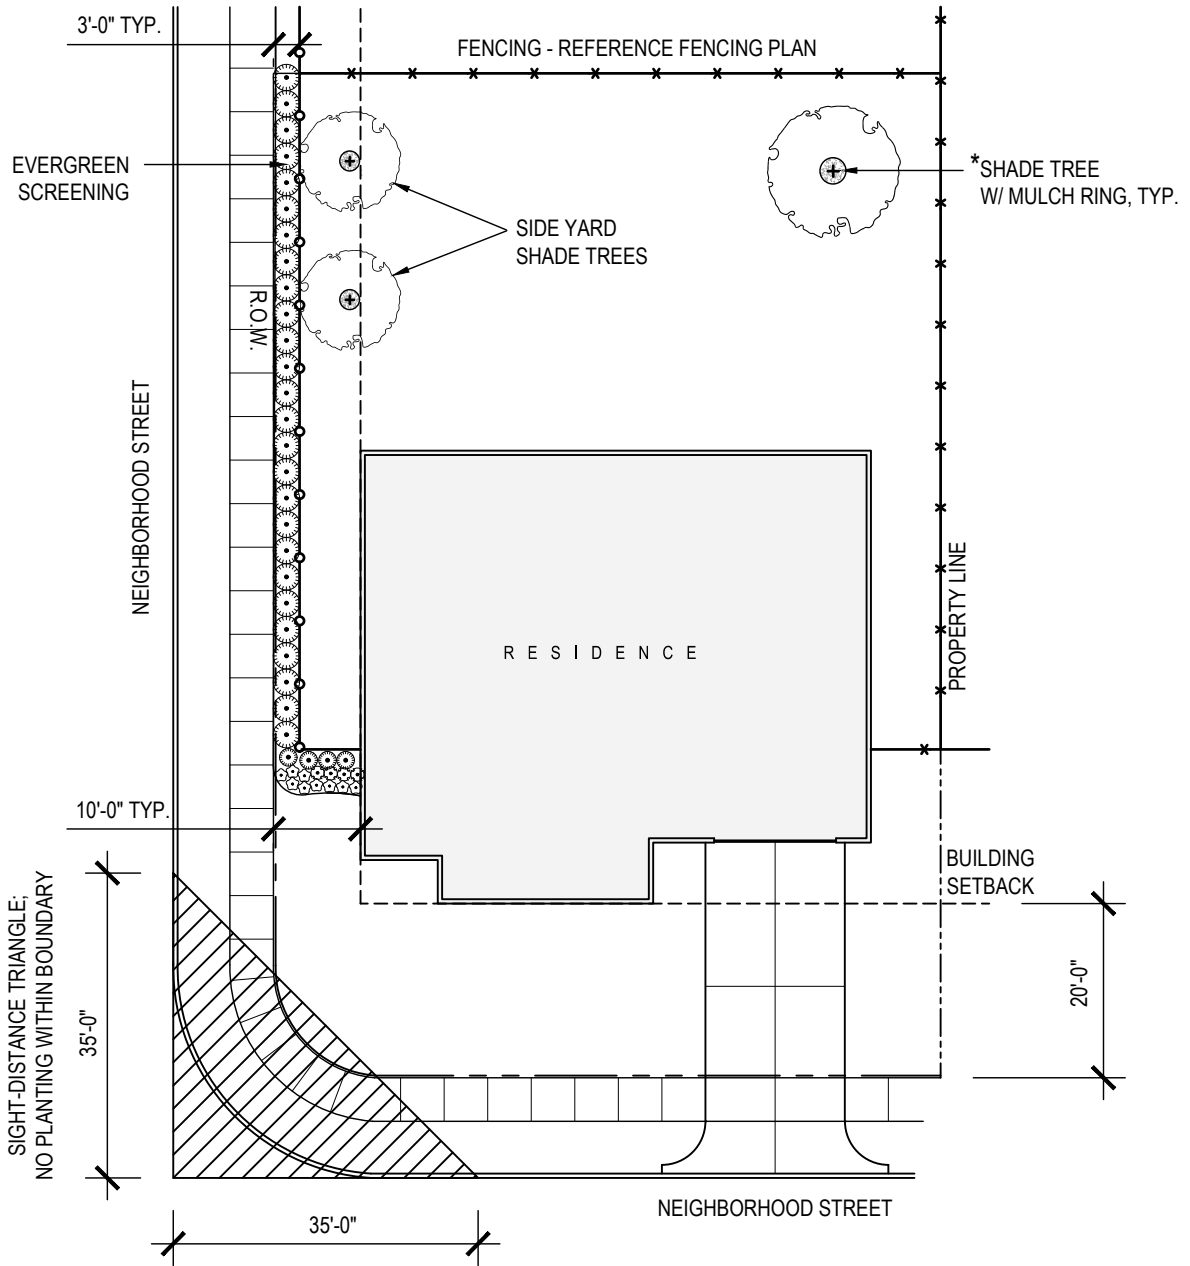 3'-0" TYP.
FENCING - REFERENCE FENCING PLAN
EVERGREEN
SCREENING
*SHADE TREE
W/ MULCH RING, TYP.
SIDE YARD
SHADE TREES
R.O.W.
NEIGHBORHOOD STREET
RESIDENCE
PROPERTY LINE
10'-0" TYP.
BUILDING
SETBACK
SIGHT-DISTANCE TRIANGLE;
NO PLANTING WITHIN BOUNDARY
35'-0"
20'-0"
NEIGHBORHOOD STREET
35'-0"